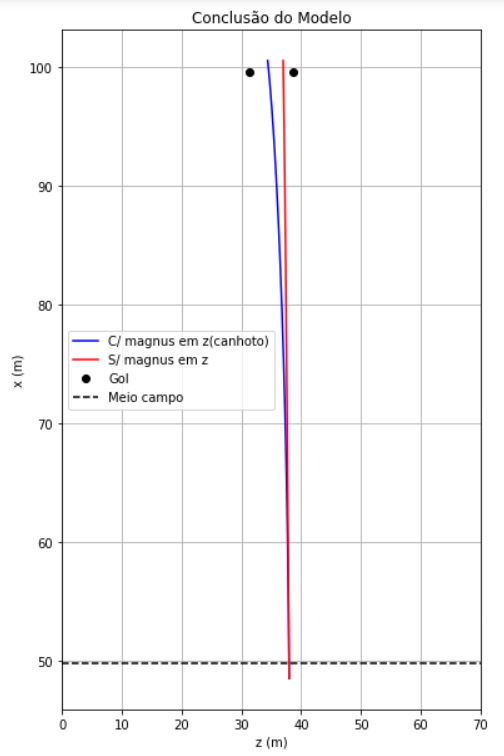 Conclusão do Modelo
100
90
80
70
60
50
x (m)
C/ magnus em z(canhoto)
S/ magnus em z
Gol
Meio campo
0 10 20 30 40 50 60 70
z (m)